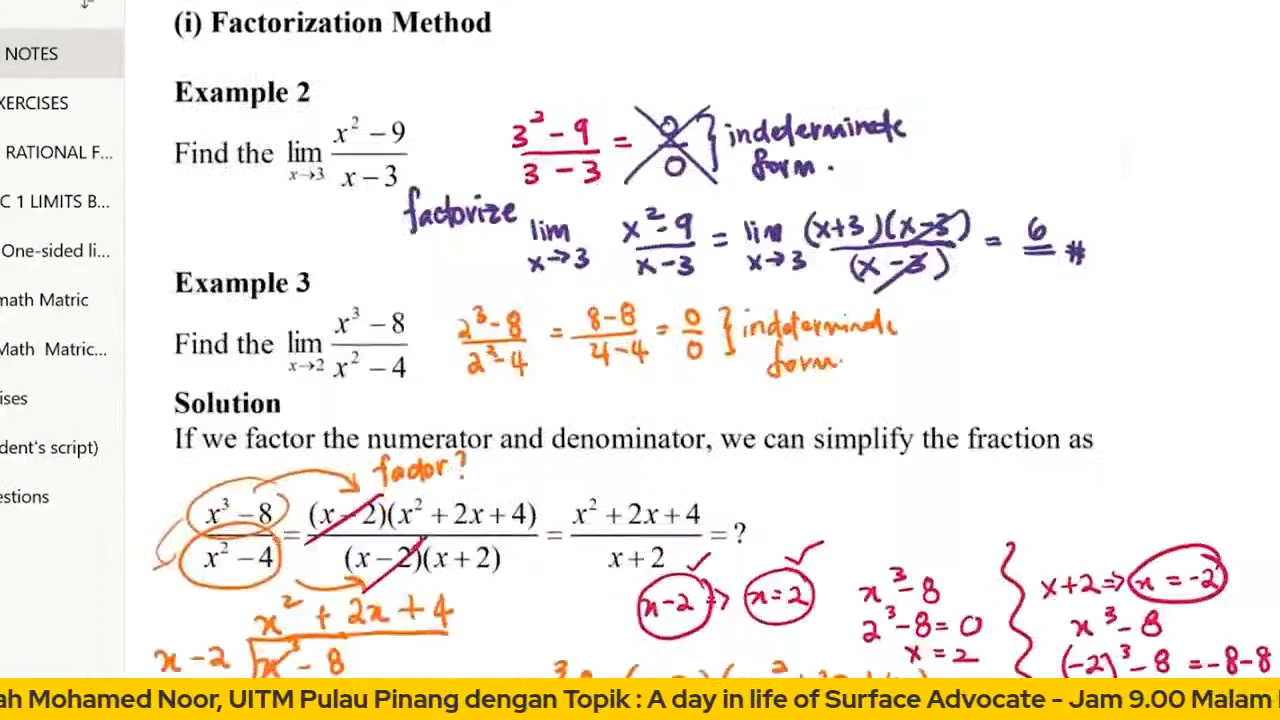 NOTES
XERCISES
RATIONAL F...
C 1 LIMITS B...
One-sided li...
math Matric
Math Matric...
ises
dent's script)
estions
(i) Factorization Method
Example 2
Find the lim x→3 (x² − 9)/(x − 3)
(3² − 9)/(3 − 3) = 0/0 } indeterminate form.
factorize
lim x→3 (x² − 9)/(x − 3) = lim x→3 (x+3)(x−3)/(x−3) = 6 #
Example 3
Find the lim x→2 (x³ − 8)/(x² − 4)
(2³ − 8)/(2² − 4) = (8 − 8)/(4 − 4) = 0/0 } indeterminate form.
Solution
If we factor the numerator and denominator, we can simplify the fraction as
factor?
(x³ − 8)/(x² − 4) = (x − 2)(x² + 2x + 4)/(x − 2)(x + 2) = (x² + 2x + 4)/(x + 2) = ?
x² + 2x + 4
x − 2 x³ − 8
x−2 ⇒ x=2
x³ − 8
2³ − 8 = 0
x = 2
x+2 ⇒ x = −2
x³ − 8
(−2)³ − 8 = −8−8
ah Mohamed Noor, UITM Pulau Pinang dengan Topik : A day in life of Surface Advocate - Jam 9.00 Malam